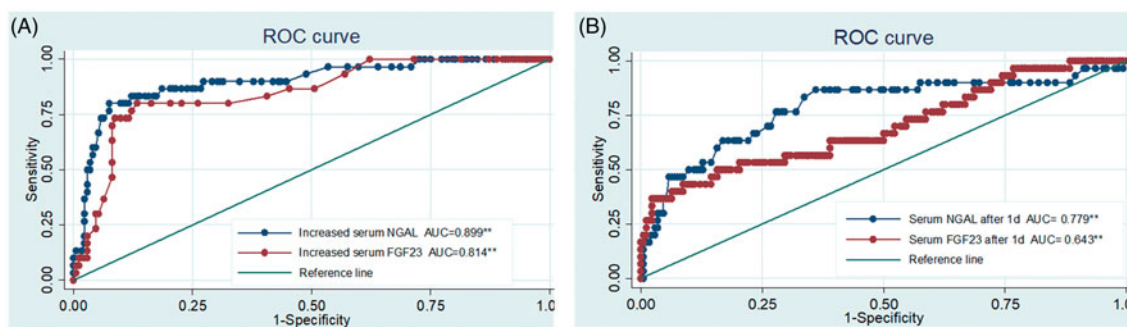 (A)
ROC curve
Sensitivity
1.00
0.75
0.50
0.25
0.00
Increased serum NGAL AUC=0.899**
Increased serum FGF23 AUC=0.814**
Reference line
0.00 0.25 0.50 0.75 1.0
1-Specificity
(B)
ROC curve
Sensitivity
1.00
0.75
0.50
0.25
0.00
Serum NGAL after 1d AUC= 0.779**
Serum FGF23 after 1d AUC= 0.643**
Reference line
0.00 0.25 0.50 0.75 1.0
1-Specificity